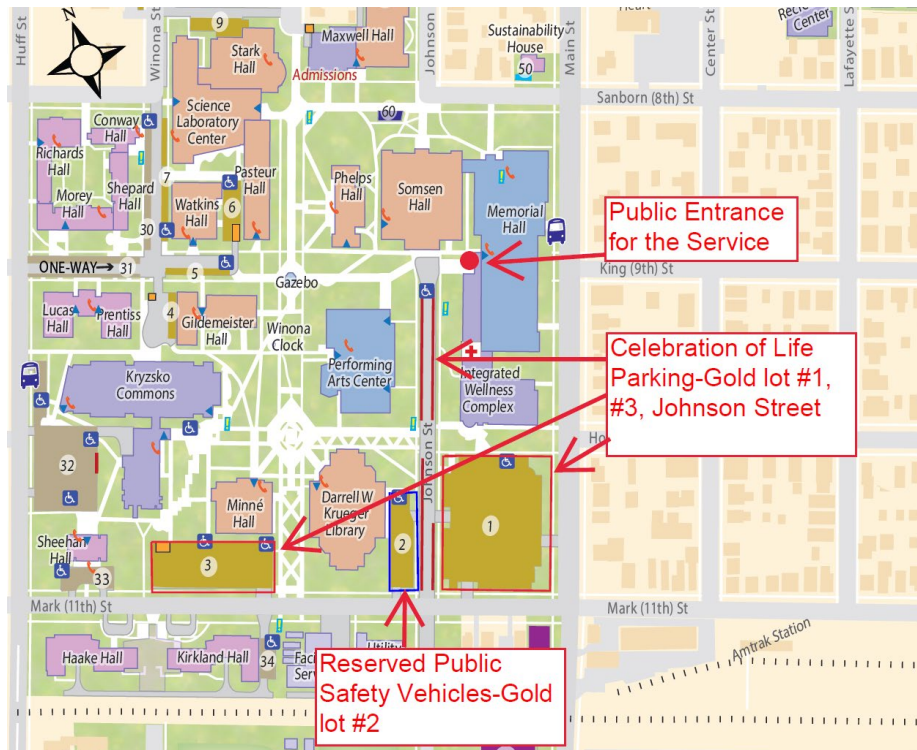 Huff St
Winona St
9
Stark
Hall
Maxwell Hall
Admissions
Johnson
Sustainability
House
50
Main St
Center St
Center
Lafayette St
Sanborn (8th) St
N
Conway
Hall
Science
Laboratory
Center
60
Richards
Hall
Shepard
Hall
Morey
Hall
7
30
Watkins
Hall
6
Pasteur
Hall
Phelps
Hall
Somsen
Hall
Memorial
Hall
Public Entrance
for the Service
ONE-WAY→
31
5
Gazebo
King (9th) St
Lucas
Hall
Prentiss
Hall
4
Gildemeister
Hall
Winona
Clock
Performing
Arts Center
Integrated
Wellness
Complex
Celebration of Life
Parking-Gold lot #1,
#3, Johnson Street
Kryzsko
Commons
Johnson St
Ho
32
Minné
Hall
Darrell W
Krueger
Library
2
1
Sheehan
Hall
33
3
Mark (11th) St
Mark (11th) St
Haake Hall
Kirkland Hall
34
Amtrak Station
Reserved Public
Safety Vehicles-Gold
lot #2